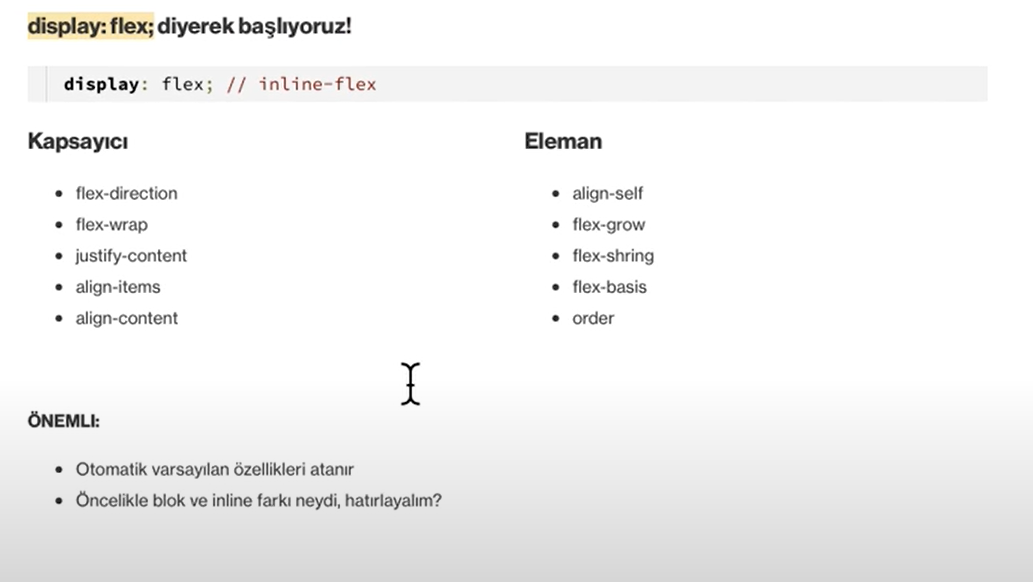 display: flex; diyerek başlıyoruz!
display: flex; // inline-flex
Kapsayıcı
• flex-direction
• flex-wrap
• justify-content
• align-items
• align-content
Eleman
• align-self
• flex-grow
• flex-shring
• flex-basis
• order
ÖNEMLI:
• Otomatik varsayılan özellikleri atanır
• Öncelikle blok ve inline farkı neydi, hatırlayalım?